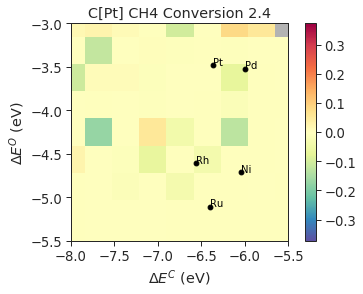 C[Pt] CH4 Conversion 2.4
−3.0
−3.5
−4.0
−4.5
−5.0
−5.5
ΔE^O (eV)
Pt
Pd
Rh
Ni
Ru
−8.0 −7.5 −7.0 −6.5 −6.0 −5.5
ΔE^C (eV)
0.3
0.2
0.1
0.0
−0.1
−0.2
−0.3